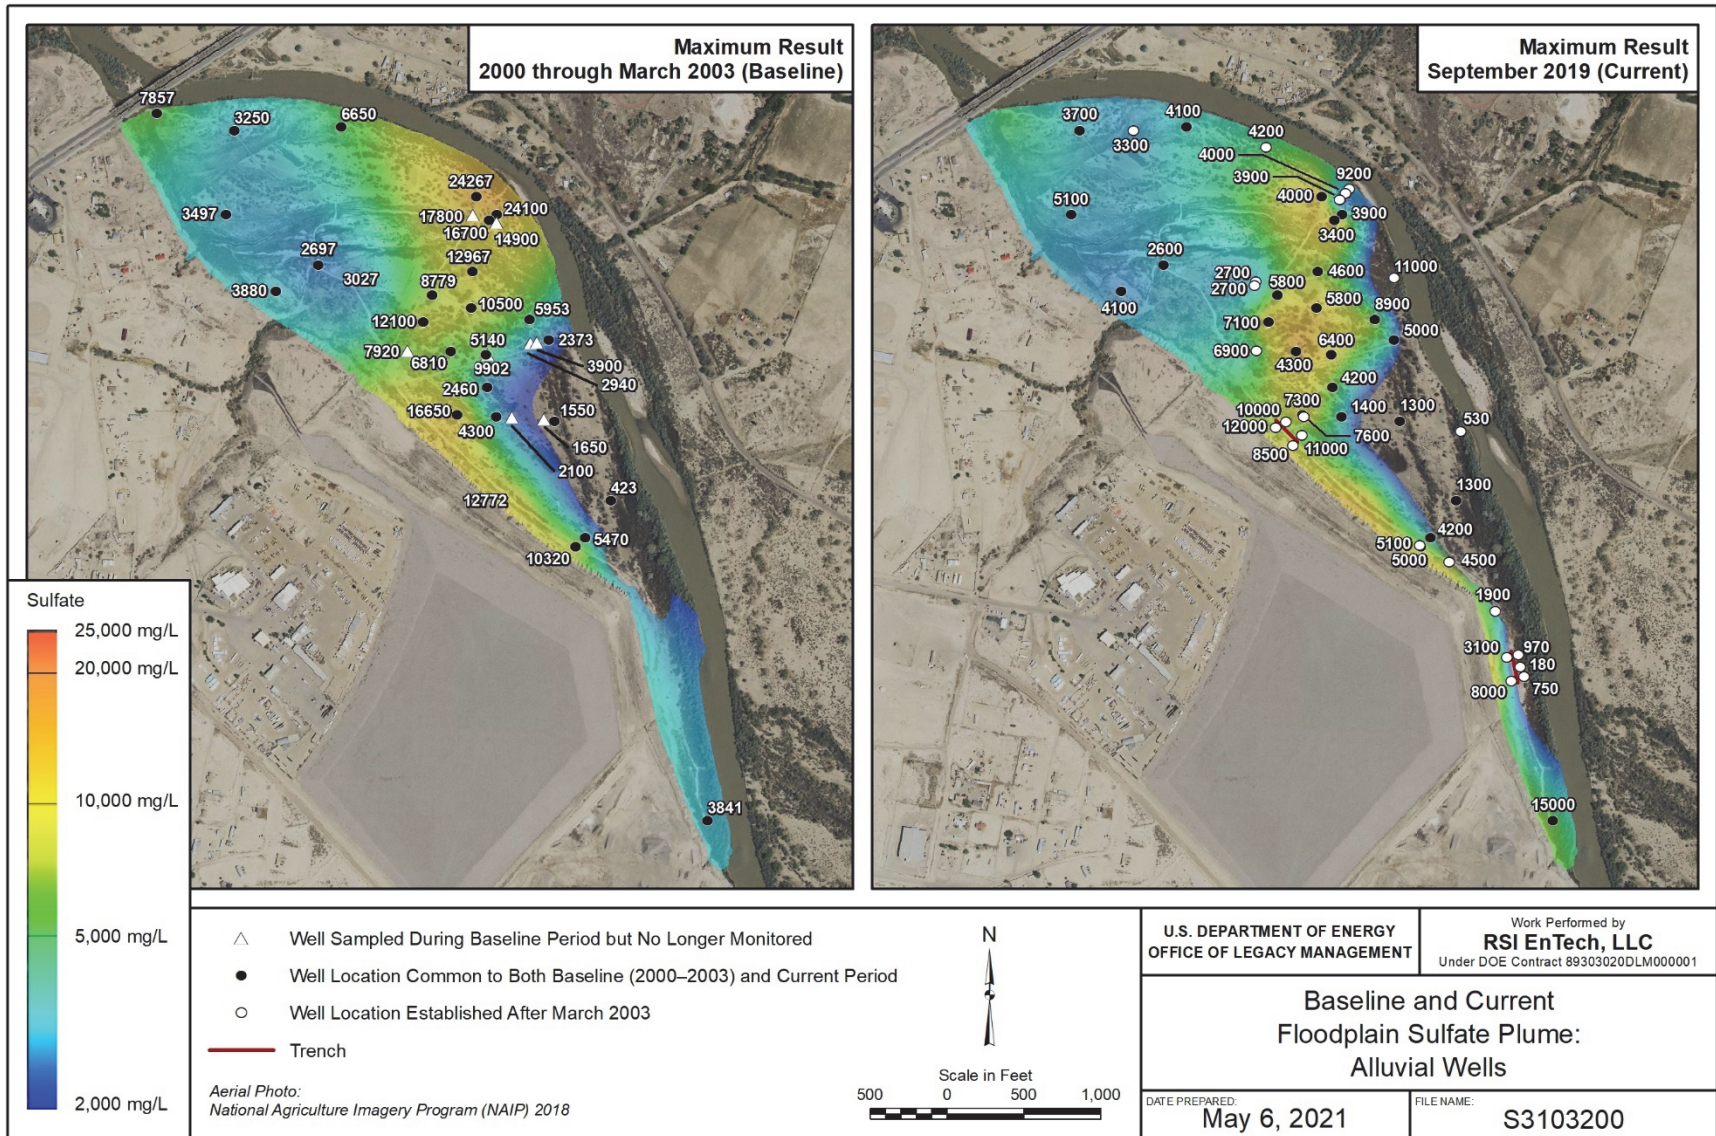 Maximum Result
2000 through March 2003 (Baseline)
7857
3250
6650
24267
3497
17800
24100
16700
14900
2697
12967
3027
3880
8779
10500
5953
12100
5140
2373
7920
6810
9902
3900
2460
2940
16650
1550
4300
1650
2100
12772
423
5470
10320
3841
Maximum Result
September 2019 (Current)
3700
4100
3300
4200
4000
9200
3900
4000
5100
3900
3400
2600
11000
2700
4600
2700
5800
4100
5800
8900
7100
5000
6900
6400
4300
4200
7300
10000
1400
1300
530
12000
7600
11000
8500
1300
4200
5100
5000
4500
1900
3100
970
180
8000
750
15000
Sulfate
25,000 mg/L
20,000 mg/L
10,000 mg/L
5,000 mg/L
2,000 mg/L
Well Sampled During Baseline Period but No Longer Monitored
Well Location Common to Both Baseline (2000–2003) and Current Period
Well Location Established After March 2003
Trench
Aerial Photo:
National Agriculture Imagery Program (NAIP) 2018
N
Scale in Feet
500 0 500 1,000
U.S. DEPARTMENT OF ENERGY
OFFICE OF LEGACY MANAGEMENT
Work Performed by
RSI EnTech, LLC
Under DOE Contract 89303020DLM000001
Baseline and Current
Floodplain Sulfate Plume:
Alluvial Wells
DATE PREPARED:
May 6, 2021
FILE NAME:
S3103200